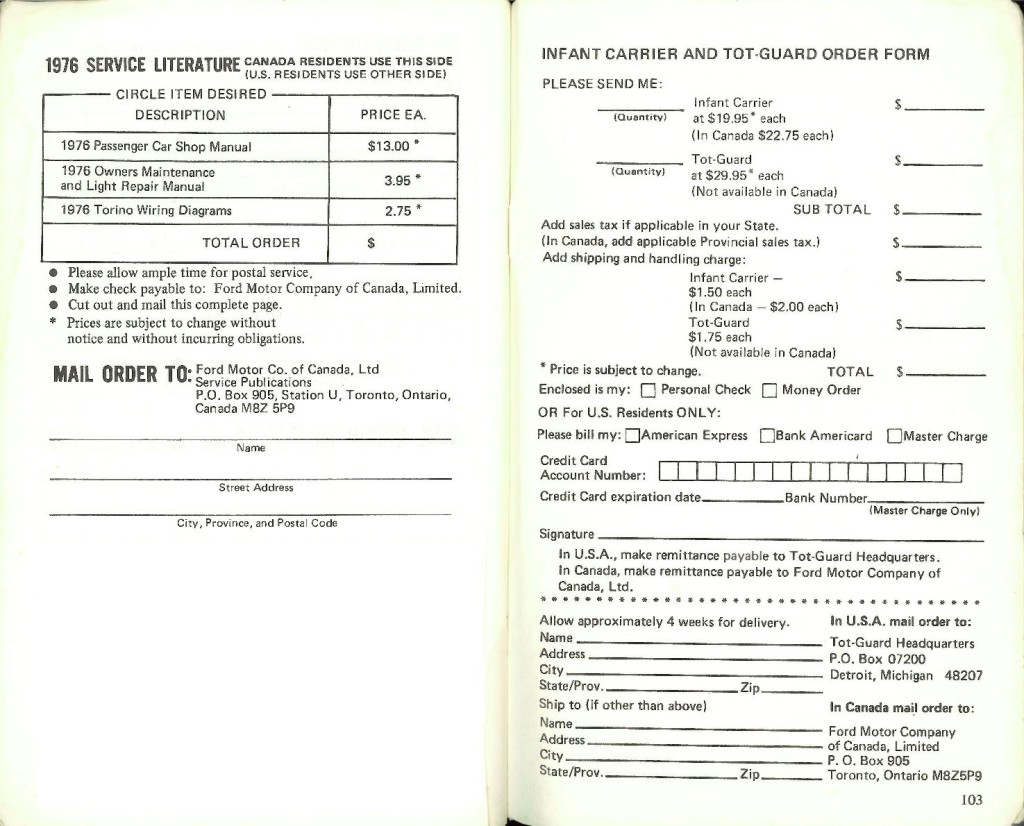 1976 SERVICE LITERATURE CANADA RESIDENTS USE THIS SIDE
(U.S. RESIDENTS USE OTHER SIDE)
CIRCLE ITEM DESIRED
DESCRIPTION PRICE EA.
1976 Passenger Car Shop Manual $13.00 *
1976 Owners Maintenance
and Light Repair Manual 3.95 *
1976 Torino Wiring Diagrams 2.75 *
TOTAL ORDER $
● Please allow ample time for postal service.
● Make check payable to: Ford Motor Company of Canada, Limited.
● Cut out and mail this complete page.
* Prices are subject to change without
notice and without incurring obligations.
MAIL ORDER TO: Ford Motor Co. of Canada, Ltd
Service Publications
P.O. Box 905, Station U, Toronto, Ontario,
Canada M8Z 5P9
Name
Street Address
City, Province, and Postal Code
INFANT CARRIER AND TOT-GUARD ORDER FORM
PLEASE SEND ME:
Infant Carrier $
(Quantity) at $19.95* each
(In Canada $22.75 each)
Tot-Guard $
(Quantity) at $29.95* each
(Not available in Canada)
SUB TOTAL $
Add sales tax if applicable in your State.
(In Canada, add applicable Provincial sales tax.) $
Add shipping and handling charge:
Infant Carrier — $
$1.50 each
(In Canada — $2.00 each)
Tot-Guard $
$1.75 each
(Not available in Canada)
* Price is subject to change. TOTAL $
Enclosed is my: Personal Check Money Order
OR For U.S. Residents ONLY:
Please bill my: American Express Bank Americard Master Charge
Credit Card
Account Number:
Credit Card expiration date Bank Number
(Master Charge Only)
Signature
In U.S.A., make remittance payable to Tot-Guard Headquarters.
In Canada, make remittance payable to Ford Motor Company of
Canada, Ltd.
* * * * * * * * * * * * * * * * * * * * * * * * * * * * * * * * * * *
Allow approximately 4 weeks for delivery.
Name
Address
City
State/Prov. Zip
In U.S.A. mail order to:
Tot-Guard Headquarters
P.O. Box 07200
Detroit, Michigan 48207
Ship to (if other than above)
Name
Address
City
State/Prov. Zip
In Canada mail order to:
Ford Motor Company
of Canada, Limited
P. O. Box 905
Toronto, Ontario M8Z5P9
103